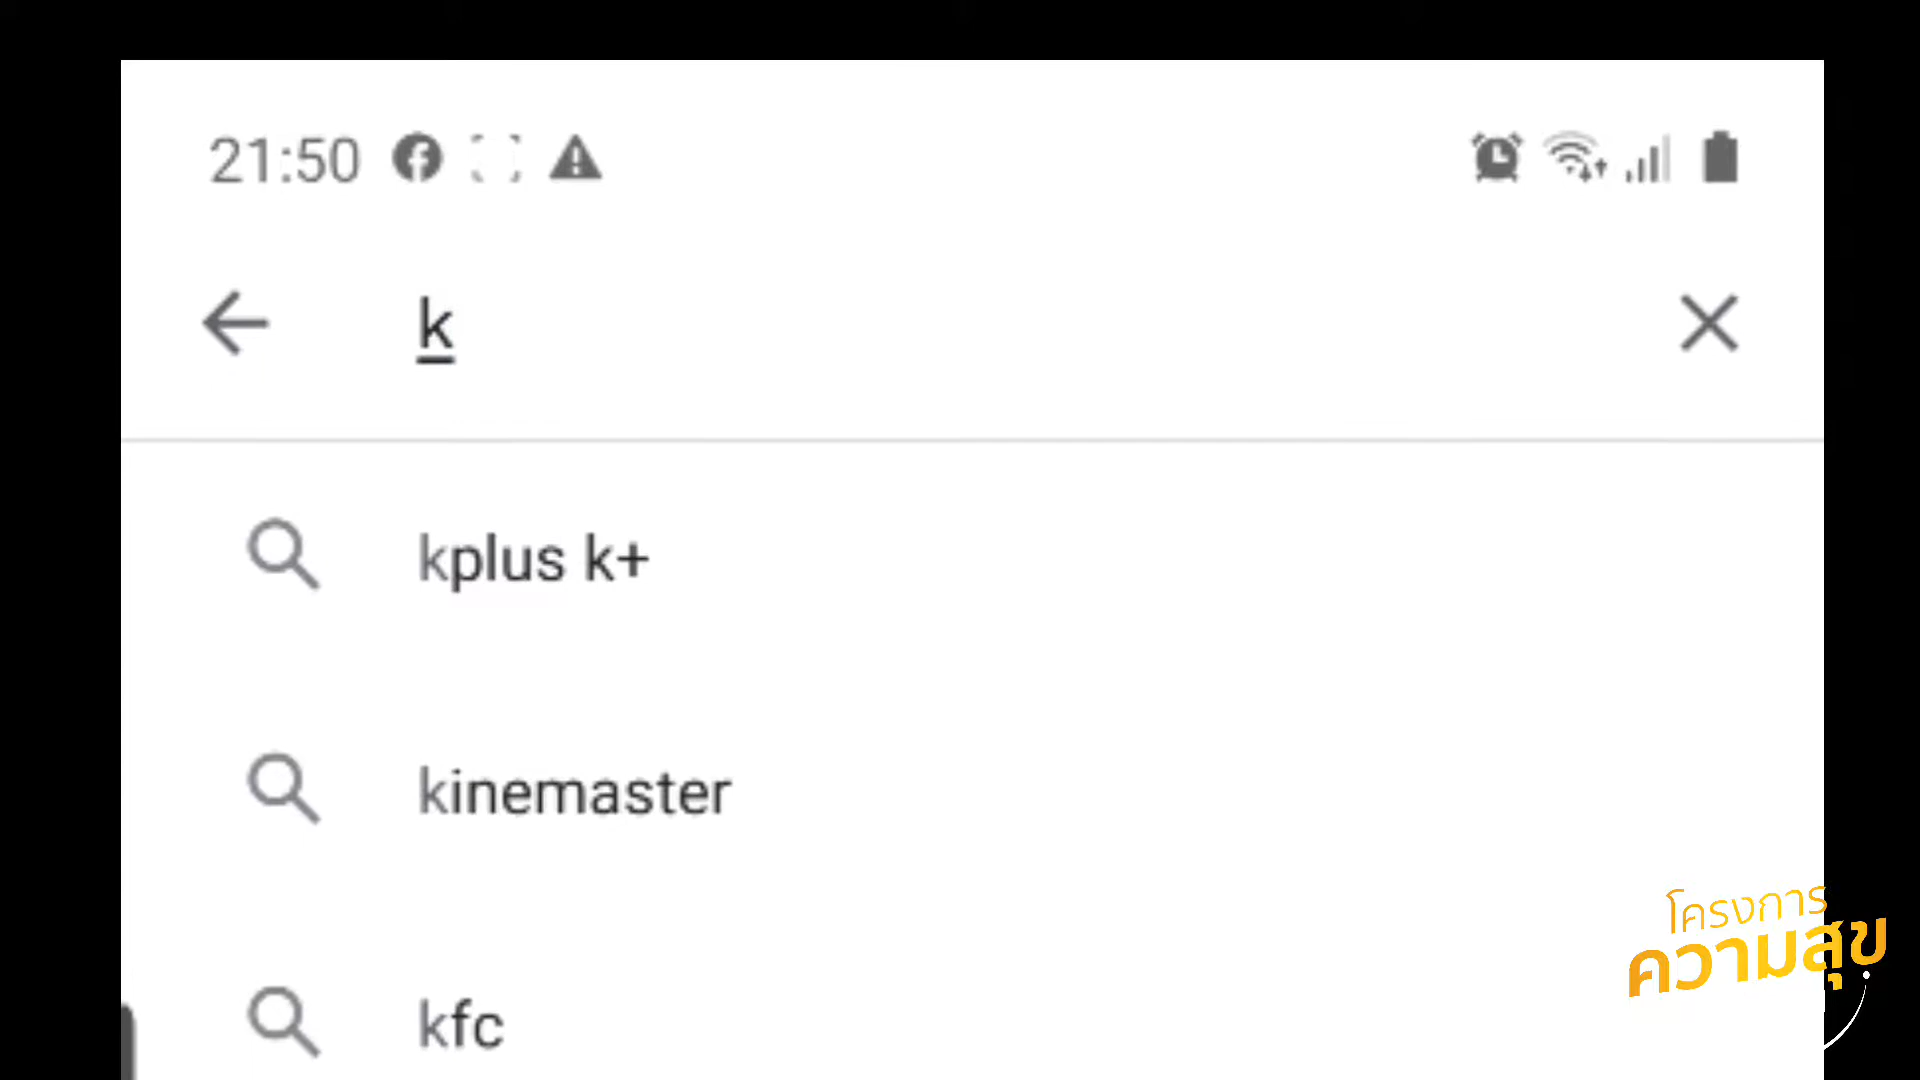 21:50
k
kplus k+
kinemaster
kfc
โครงการ
ความสุข